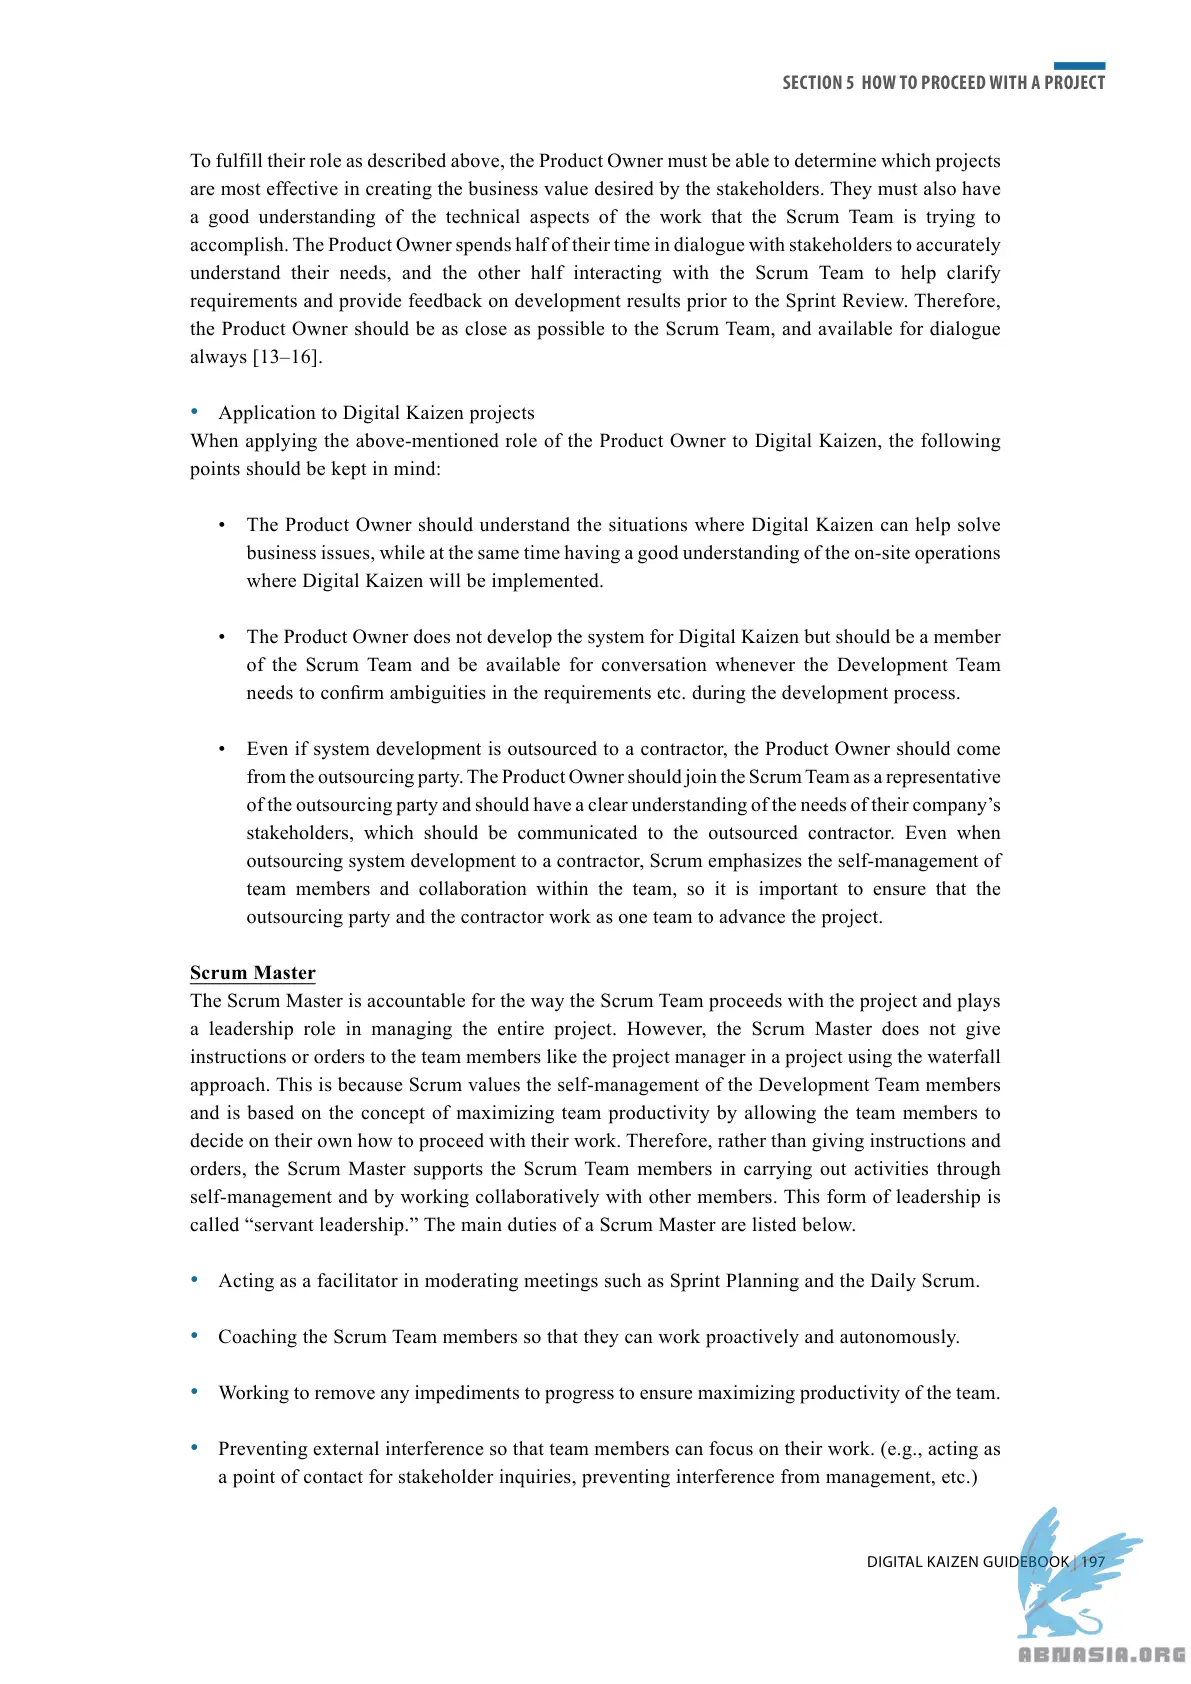 SECTION 5 HOW TO PROCEED WITH A PROJECT
To fulfill their role as described above, the Product Owner must be able to determine which projects
are most effective in creating the business value desired by the stakeholders. They must also have
a good understanding of the technical aspects of the work that the Scrum Team is trying to
accomplish. The Product Owner spends half of their time in dialogue with stakeholders to accurately
understand their needs, and the other half interacting with the Scrum Team to help clarify
requirements and provide feedback on development results prior to the Sprint Review. Therefore,
the Product Owner should be as close as possible to the Scrum Team, and available for dialogue
always [13–16].
• Application to Digital Kaizen projects
When applying the above-mentioned role of the Product Owner to Digital Kaizen, the following
points should be kept in mind:
• The Product Owner should understand the situations where Digital Kaizen can help solve
business issues, while at the same time having a good understanding of the on-site operations
where Digital Kaizen will be implemented.
• The Product Owner does not develop the system for Digital Kaizen but should be a member
of the Scrum Team and be available for conversation whenever the Development Team
needs to confirm ambiguities in the requirements etc. during the development process.
• Even if system development is outsourced to a contractor, the Product Owner should come
from the outsourcing party. The Product Owner should join the Scrum Team as a representative
of the outsourcing party and should have a clear understanding of the needs of their company’s
stakeholders, which should be communicated to the outsourced contractor. Even when
outsourcing system development to a contractor, Scrum emphasizes the self-management of
team members and collaboration within the team, so it is important to ensure that the
outsourcing party and the contractor work as one team to advance the project.
Scrum Master
The Scrum Master is accountable for the way the Scrum Team proceeds with the project and plays
a leadership role in managing the entire project. However, the Scrum Master does not give
instructions or orders to the team members like the project manager in a project using the waterfall
approach. This is because Scrum values the self-management of the Development Team members
and is based on the concept of maximizing team productivity by allowing the team members to
decide on their own how to proceed with their work. Therefore, rather than giving instructions and
orders, the Scrum Master supports the Scrum Team members in carrying out activities through
self-management and by working collaboratively with other members. This form of leadership is
called “servant leadership.” The main duties of a Scrum Master are listed below.
• Acting as a facilitator in moderating meetings such as Sprint Planning and the Daily Scrum.
• Coaching the Scrum Team members so that they can work proactively and autonomously.
• Working to remove any impediments to progress to ensure maximizing productivity of the team.
• Preventing external interference so that team members can focus on their work. (e.g., acting as
a point of contact for stakeholder inquiries, preventing interference from management, etc.)
DIGITAL KAIZEN GUIDEBOOK | 197
ABNASIA.ORG